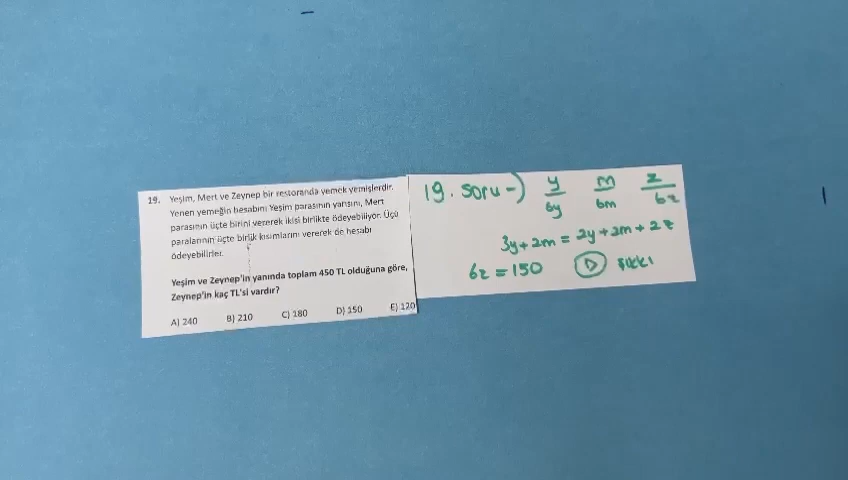 19. Yeşim, Mert ve Zeynep bir restoranda yemek yemişlerdir.
Yenen yemeğin hesabını Yeşim parasının yarısını, Mert
parasının üçte birini vererek ikisi birlikte ödeyebiliyor. Üçü
paralarının üçte birlik kısımlarını vererek de hesabı
ödeyebilirler.
Yeşim ve Zeynep'in yanında toplam 450 TL olduğuna göre,
Zeynep'in kaç TL'si vardır?
A) 240 B) 210 C) 180 D) 150 E) 120
19. soru-) y m z
6y 6m 6z
3y+2m = 2y+2m+2z
6z = 150 D şıkkı